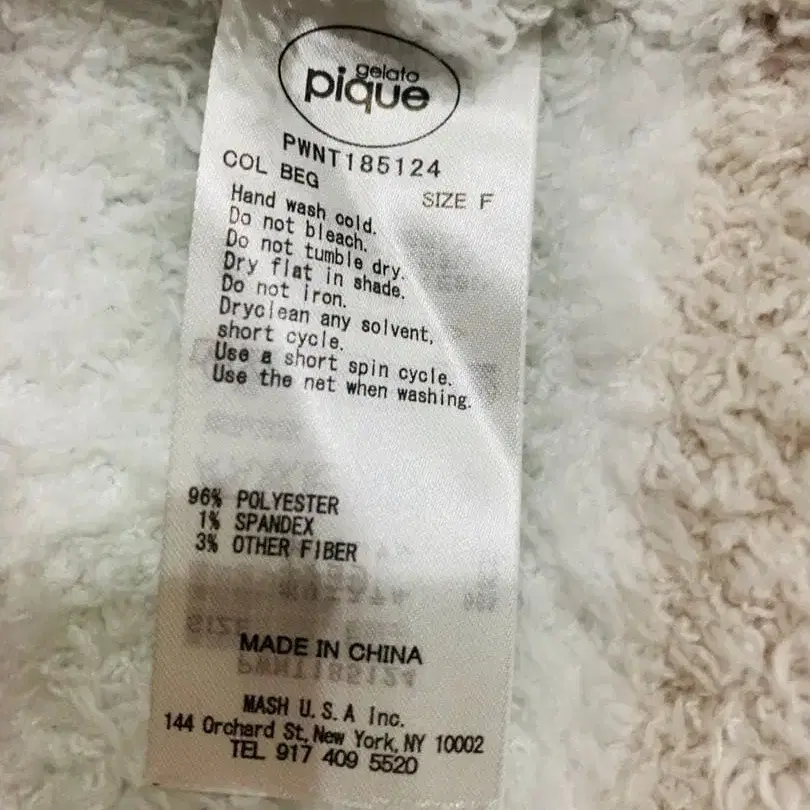 gelato
pique
PWNT185124
COL BEG
SIZE F
Hand wash cold.
Do not bleach.
Do not tumble dry.
Dry flat in shade.
Do not iron.
Dryclean any solvent,
short cycle.
Use a short spin cycle.
Use the net when washing.
96% POLYESTER
1% SPANDEX
3% OTHER FIBER
MADE IN CHINA
MASH U.S.A Inc.
144 Orchard St, New York, NY 10002
TEL 917 409 5520